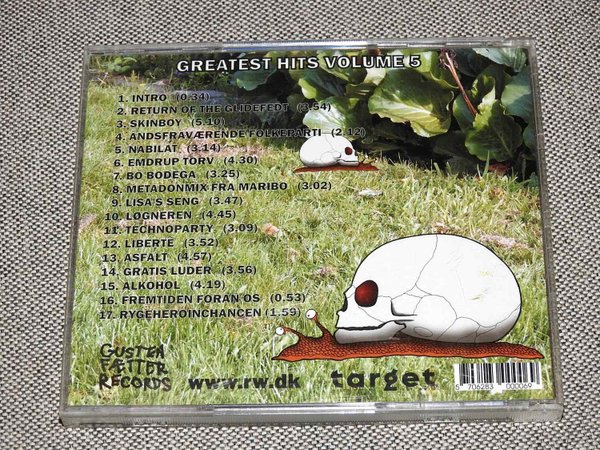 GREATEST HITS VOLUME 5
1. INTRO (0.34)
2. RETURN OF THE GLIDEFEDT (3.54)
3. SKINBOY (5.10)
4. ANDSFRAVÆRENDE FOLKEPARTI (2.12)
5. NABILAT (3.14)
6. EMDRUP TORV (4.30)
7. BO BODEGA (3.25)
8. METADONMIX FRA MARIBO (3.02)
9. LISA'S SENG (3.47)
10. LØGNEREN (4.45)
11. TECHNOPARTY (3.09)
12. LIBERTE (3.52)
13. ASFALT (4.57)
14. GRATIS LUDER (3.56)
15. ALKOHOL (4.19)
16. FREMTIDEN FORAN OS (0.53)
17. RYGEHEROINCHANCEN (1.59)
FÆTTER
RECORDS
www.rw.dk target
5 706283 000069